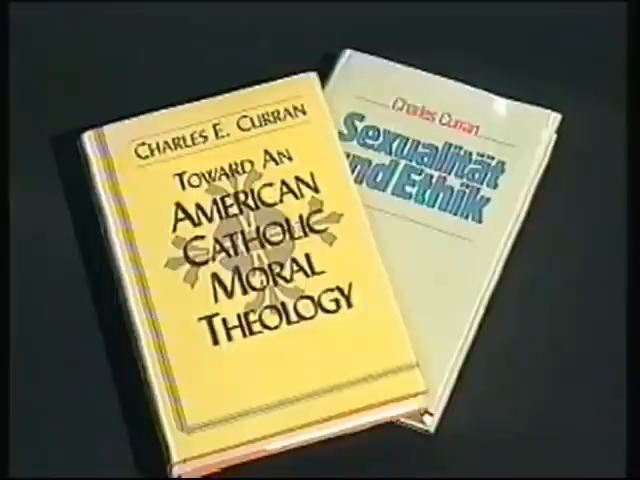 CHARLES E. CURRAN
TOWARD AN
AMERICAN
CATHOLIC
MORAL
THEOLOGY
Charles Curran
Sexualität
und Ethik